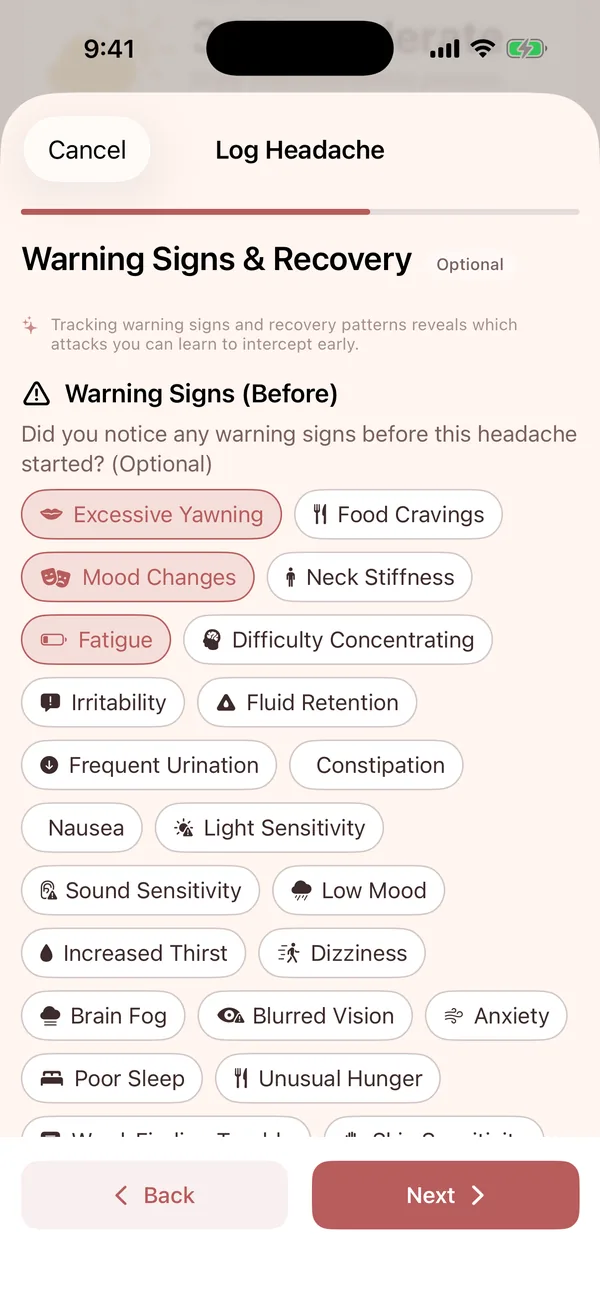 9:41
Cancel
Log Headache
Warning Signs & Recovery Optional
Tracking warning signs and recovery patterns reveals which
attacks you can learn to intercept early.
Warning Signs (Before)
Did you notice any warning signs before this headache
started? (Optional)
Excessive Yawning Food Cravings
Mood Changes Neck Stiffness
Fatigue Difficulty Concentrating
Irritability Fluid Retention
Frequent Urination Constipation
Nausea Light Sensitivity
Sound Sensitivity Low Mood
Increased Thirst Dizziness
Brain Fog Blurred Vision Anxiety
Poor Sleep Unusual Hunger
Back Next